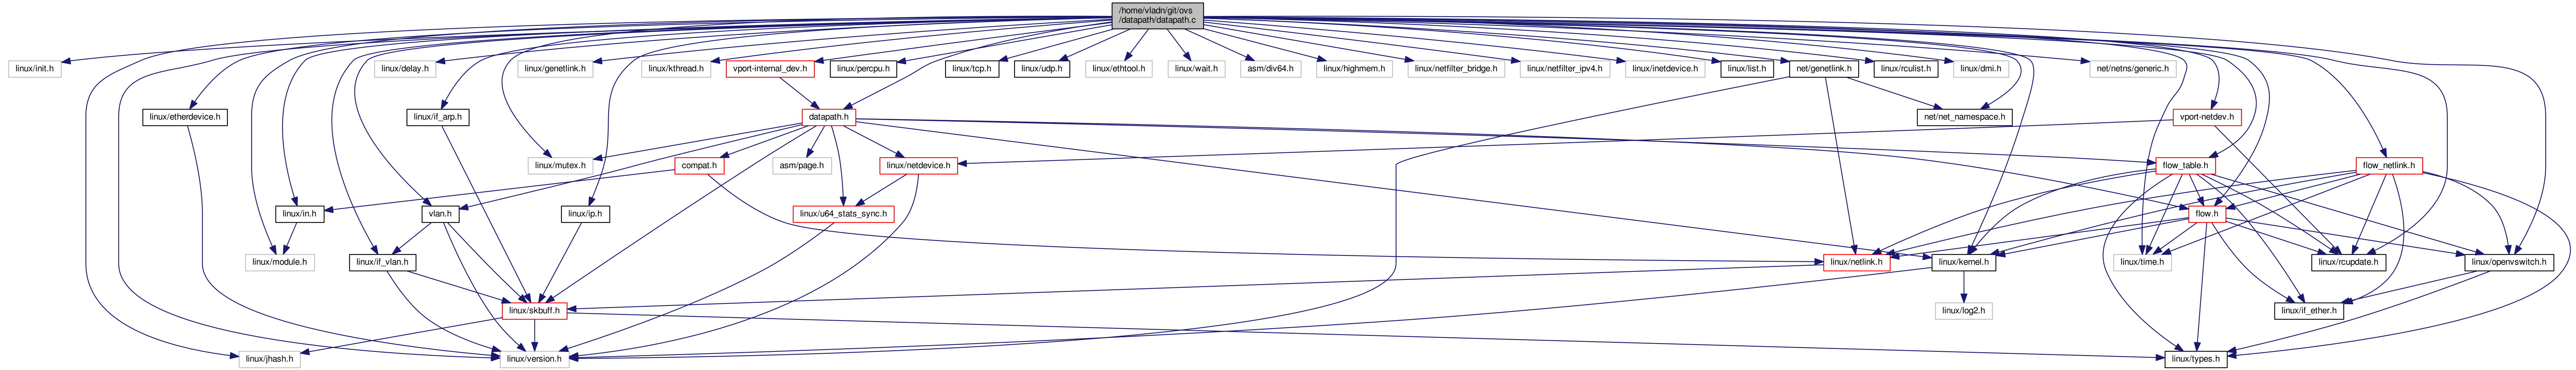 /home/vladn/git/ovs
/datapath/datapath.c
linux/init.h
linux/delay.h
linux/genetlink.h
linux/kthread.h
vport-internal_dev.h
linux/percpu.h
linux/tcp.h
linux/udp.h
linux/ethtool.h
linux/wait.h
asm/div64.h
linux/highmem.h
linux/netfilter_bridge.h
linux/netfilter_ipv4.h
linux/inetdevice.h
linux/list.h
net/genetlink.h
linux/rculist.h
linux/dmi.h
net/netns/generic.h
linux/etherdevice.h
linux/if_arp.h
datapath.h
net/net_namespace.h
vport-netdev.h
linux/mutex.h
compat.h
asm/page.h
linux/netdevice.h
flow_table.h
flow_netlink.h
linux/in.h
vlan.h
linux/ip.h
linux/u64_stats_sync.h
flow.h
linux/module.h
linux/if_vlan.h
linux/netlink.h
linux/kernel.h
linux/time.h
linux/rcupdate.h
linux/openvswitch.h
linux/skbuff.h
linux/log2.h
linux/if_ether.h
linux/jhash.h
linux/version.h
linux/types.h